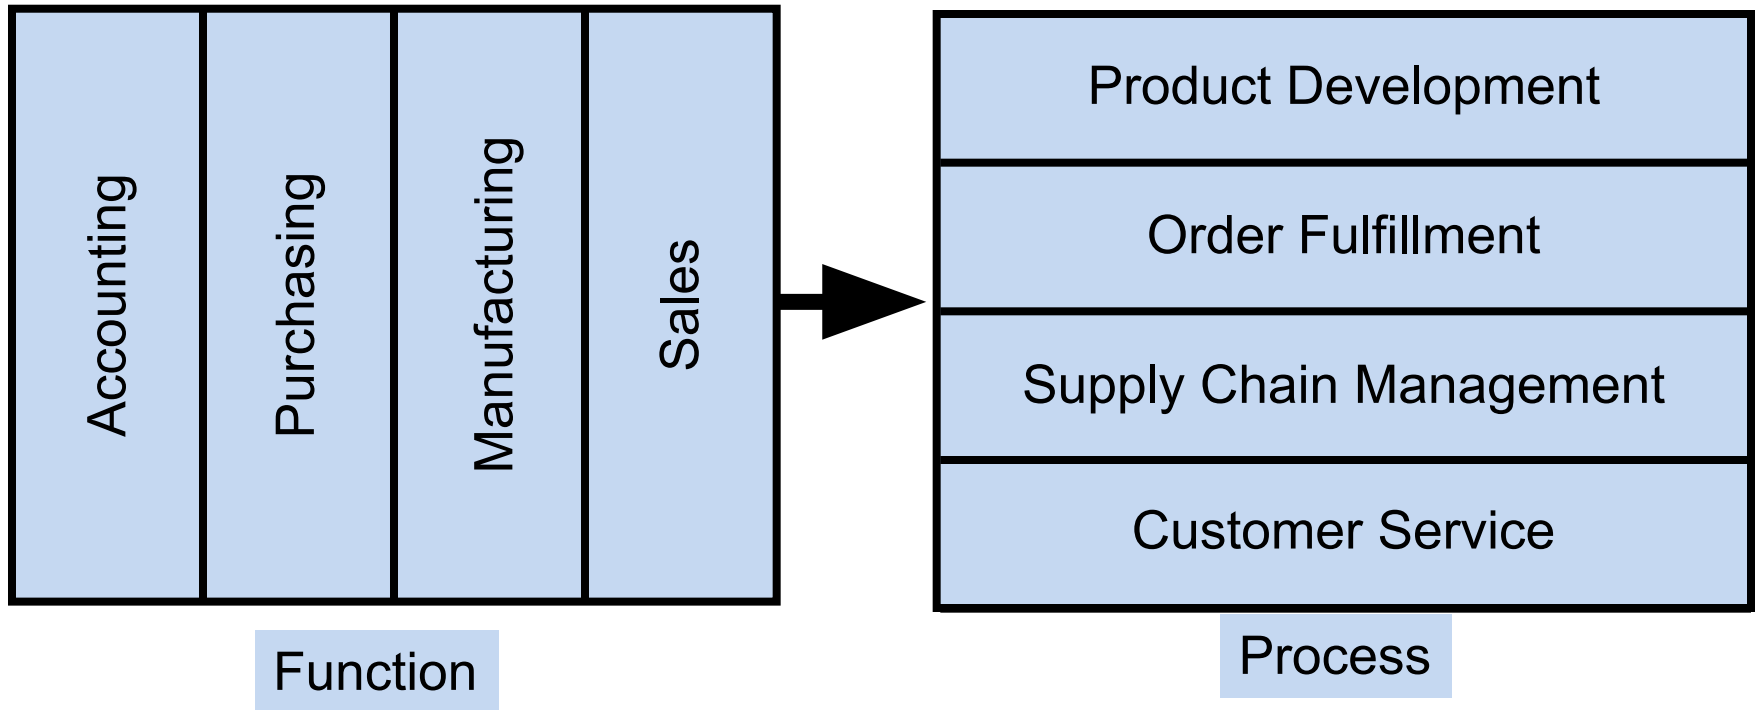 Accounting
Purchasing
Manufacturing
Sales
Function
Product Development
Order Fulfillment
Supply Chain Management
Customer Service
Process